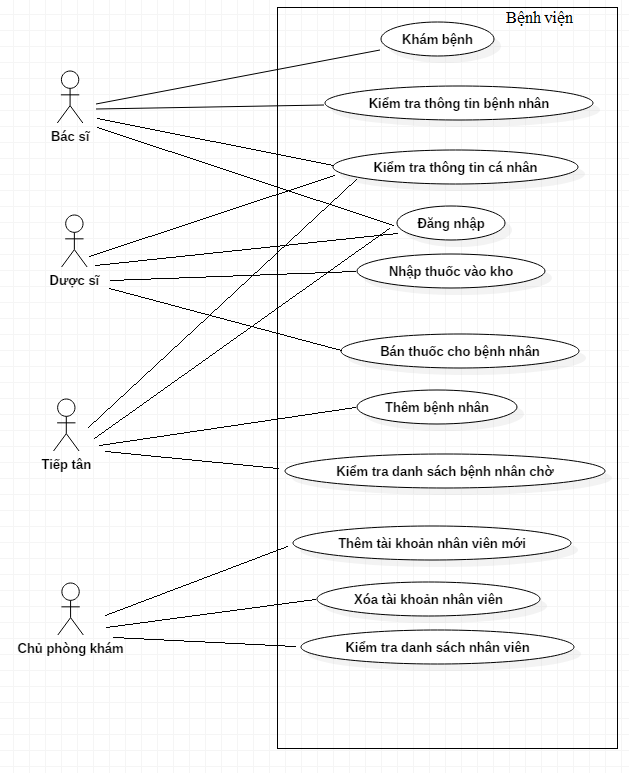 Bệnh viện
Khám bệnh
Kiểm tra thông tin bệnh nhân
Bác sĩ
Kiểm tra thông tin cá nhân
Đăng nhập
Dược sĩ
Nhập thuốc vào kho
Bán thuốc cho bệnh nhân
Thêm bệnh nhân
Tiếp tân
Kiểm tra danh sách bệnh nhân chờ
Thêm tài khoản nhân viên mới
Xóa tài khoản nhân viên
Chủ phòng khám
Kiểm tra danh sách nhân viên